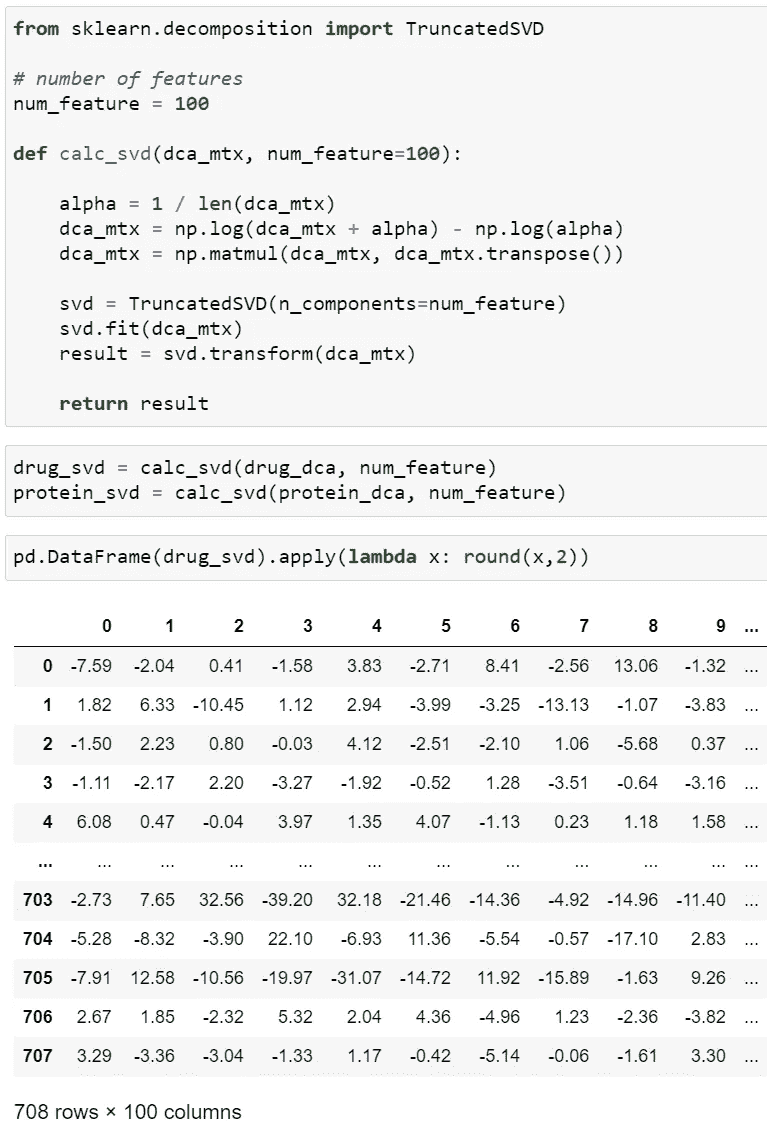 from sklearn.decomposition import TruncatedSVD
# number of features
num_feature = 100
def calc_svd(dca_mtx, num_feature=100):
alpha = 1 / len(dca_mtx)
dca_mtx = np.log(dca_mtx + alpha) - np.log(alpha)
dca_mtx = np.matmul(dca_mtx, dca_mtx.transpose())
svd = TruncatedSVD(n_components=num_feature)
svd.fit(dca_mtx)
result = svd.transform(dca_mtx)
return result
drug_svd = calc_svd(drug_dca, num_feature)
protein_svd = calc_svd(protein_dca, num_feature)
pd.DataFrame(drug_svd).apply(lambda x: round(x,2))
0 1 2 3 4 5 6 7 8 9 ...
0 -7.59 -2.04 0.41 -1.58 3.83 -2.71 8.41 -2.56 13.06 -1.32 ...
1 1.82 6.33 -10.45 1.12 2.94 -3.99 -3.25 -13.13 -1.07 -3.83 ...
2 -1.50 2.23 0.80 -0.03 4.12 -2.51 -2.10 1.06 -5.68 0.37 ...
3 -1.11 -2.17 2.20 -3.27 -1.92 -0.52 1.28 -3.51 -0.64 -3.16 ...
4 6.08 0.47 -0.04 3.97 1.35 4.07 -1.13 0.23 1.18 1.58 ...
... ... ... ... ... ... ... ... ... ... ... ...
703 -2.73 7.65 32.56 -39.20 32.18 -21.46 -14.36 -4.92 -14.96 -11.40 ...
704 -5.28 -8.32 -3.90 22.10 -6.93 11.36 -5.54 -0.57 -17.10 2.83 ...
705 -7.91 12.58 -10.56 -19.97 -31.07 -14.72 11.92 -15.89 -1.63 9.26 ...
706 2.67 1.85 -2.32 5.32 2.04 4.36 -4.96 1.23 -2.36 -3.82 ...
707 3.29 -3.36 -3.04 -1.33 1.17 -0.42 -5.14 -0.06 -1.61 3.30 ...
708 rows × 100 columns